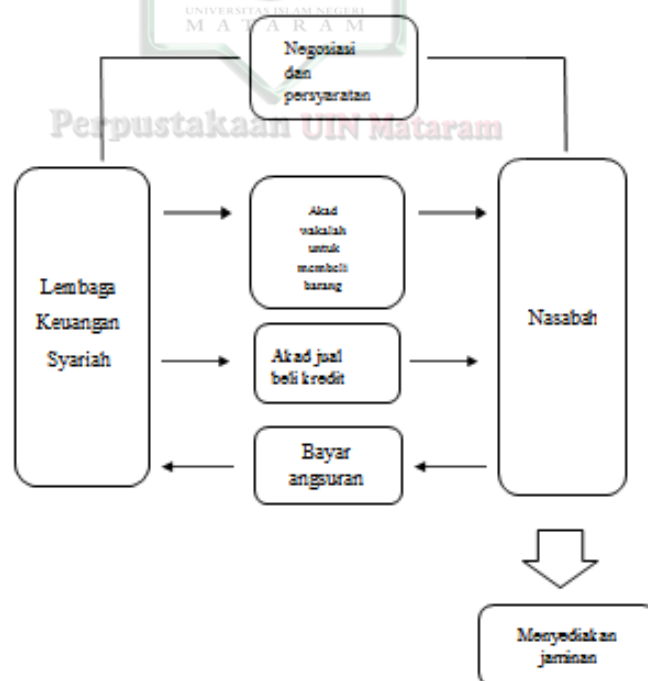 UNIVERSITAS ISLAM NEGERI
MATARAM
Negosiasi
dan
persyaratan
Perpustakaan UIN Mataram
Lembaga
Keuangan
Syariah
Akad
wakalah
untuk
membeli
barang
Nasabah
Akad jual
beli kredit
Bayar
angsuran
Menyediakan
jaminan